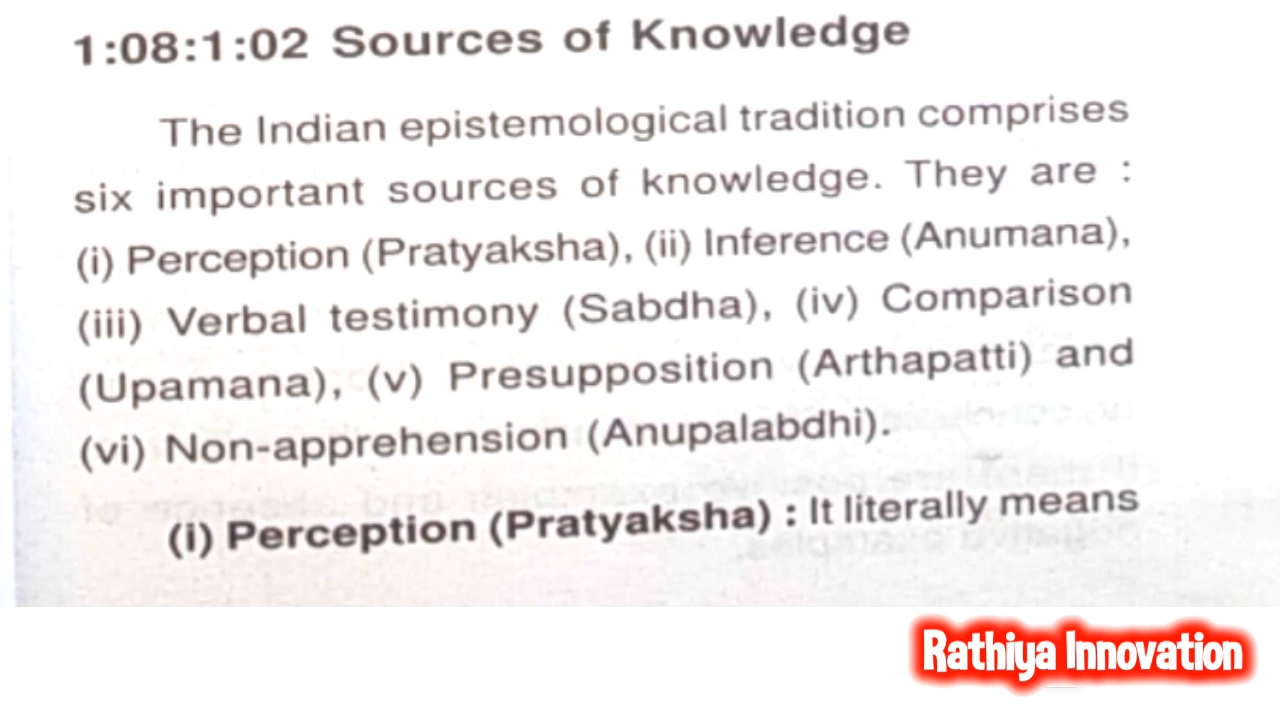 1:08:1:02 Sources of Knowledge
The Indian epistemological tradition comprises
six important sources of knowledge. They are :
(i) Perception (Pratyaksha), (ii) Inference (Anumana),
(iii) Verbal testimony (Sabdha), (iv) Comparison
(Upamana), (v) Presupposition (Arthapatti) and
(vi) Non-apprehension (Anupalabdhi).
(i) Perception (Pratyaksha) : It literally means
Rathiya Innovation